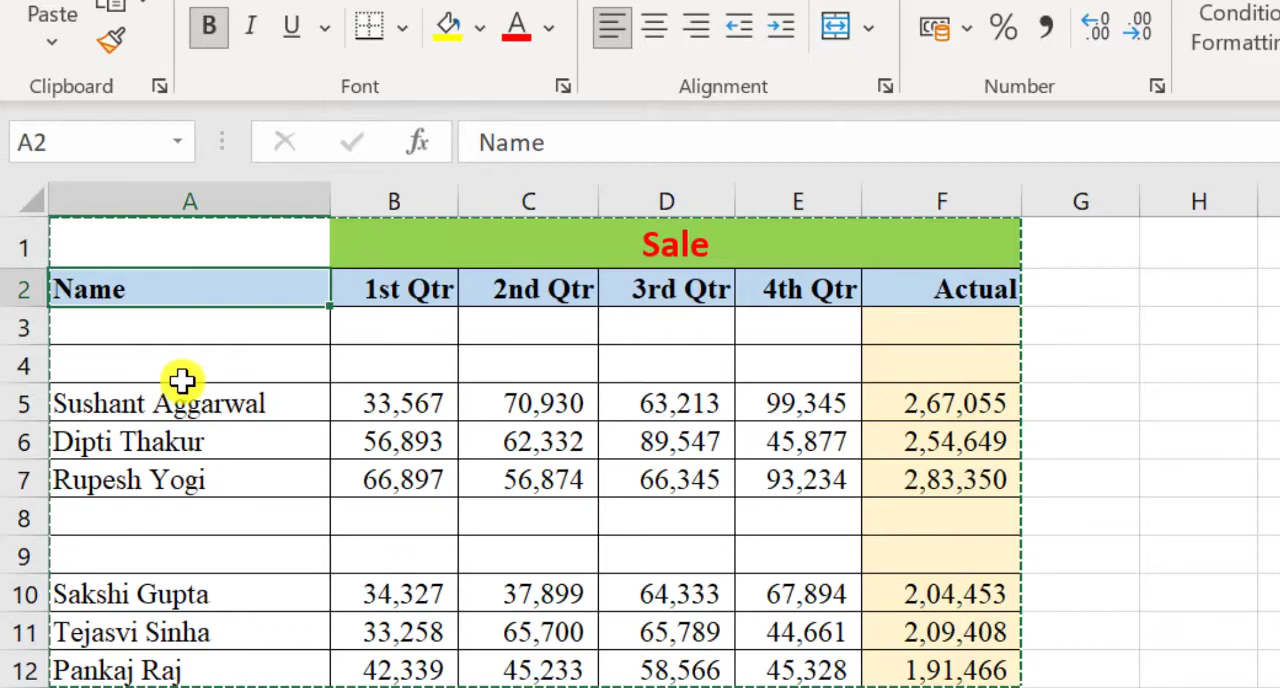 Paste
B I U A % , .00 .00
Conditio
Formattin
Clipboard Font Alignment Number
A2 fx Name
A B C D E F G H
1 Sale
2 Name 1st Qtr 2nd Qtr 3rd Qtr 4th Qtr Actual
3
4
5 Sushant Aggarwal 33,567 70,930 63,213 99,345 2,67,055
6 Dipti Thakur 56,893 62,332 89,547 45,877 2,54,649
7 Rupesh Yogi 66,897 56,874 66,345 93,234 2,83,350
8
9
10 Sakshi Gupta 34,327 37,899 64,333 67,894 2,04,453
11 Tejasvi Sinha 33,258 65,700 65,789 44,661 2,09,408
12 Pankaj Raj 42,339 45,233 58,566 45,328 1,91,466